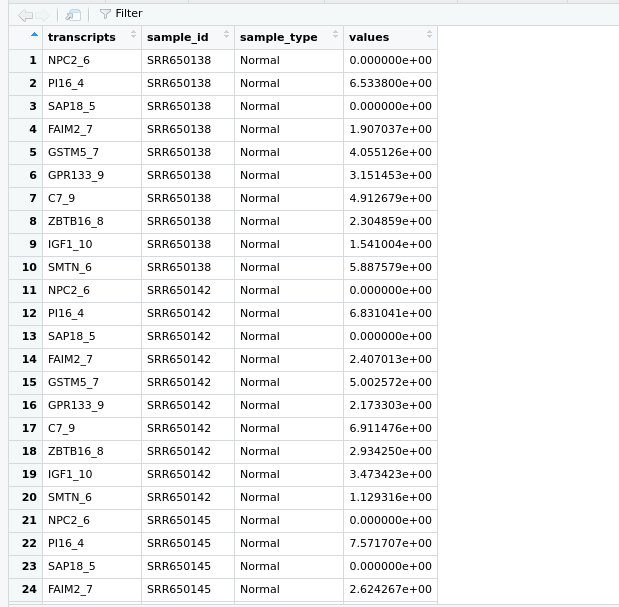 Filter
transcripts sample_id sample_type values
1 NPC2_6 SRR650138 Normal 0.000000e+00
2 PI16_4 SRR650138 Normal 6.533800e+00
3 SAP18_5 SRR650138 Normal 0.000000e+00
4 FAIM2_7 SRR650138 Normal 1.907037e+00
5 GSTM5_7 SRR650138 Normal 4.055126e+00
6 GPR133_9 SRR650138 Normal 3.151453e+00
7 C7_9 SRR650138 Normal 4.912679e+00
8 ZBTB16_8 SRR650138 Normal 2.304859e+00
9 IGF1_10 SRR650138 Normal 1.541004e+00
10 SMTN_6 SRR650138 Normal 5.887579e+00
11 NPC2_6 SRR650142 Normal 0.000000e+00
12 PI16_4 SRR650142 Normal 6.831041e+00
13 SAP18_5 SRR650142 Normal 0.000000e+00
14 FAIM2_7 SRR650142 Normal 2.407013e+00
15 GSTM5_7 SRR650142 Normal 5.002572e+00
16 GPR133_9 SRR650142 Normal 2.173303e+00
17 C7_9 SRR650142 Normal 6.911476e+00
18 ZBTB16_8 SRR650142 Normal 2.934250e+00
19 IGF1_10 SRR650142 Normal 3.473423e+00
20 SMTN_6 SRR650142 Normal 1.129316e+00
21 NPC2_6 SRR650145 Normal 0.000000e+00
22 PI16_4 SRR650145 Normal 7.571707e+00
23 SAP18_5 SRR650145 Normal 0.000000e+00
24 FAIM2_7 SRR650145 Normal 2.624267e+00